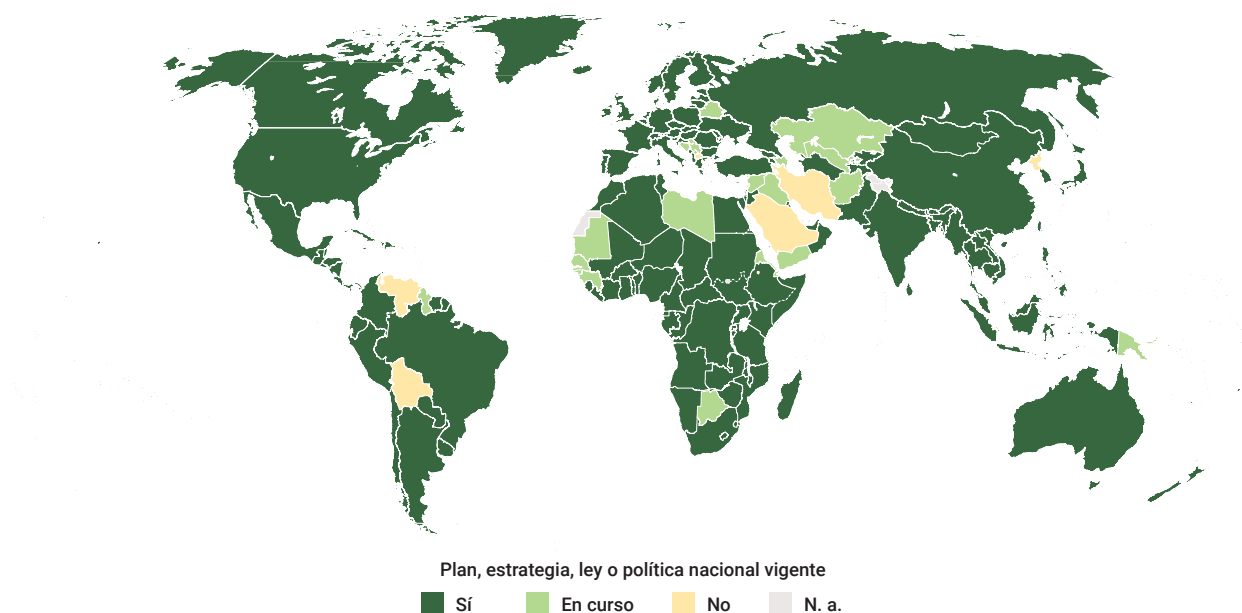 Plan, estrategia, ley o política nacional vigente
Sí En curso No N. a.